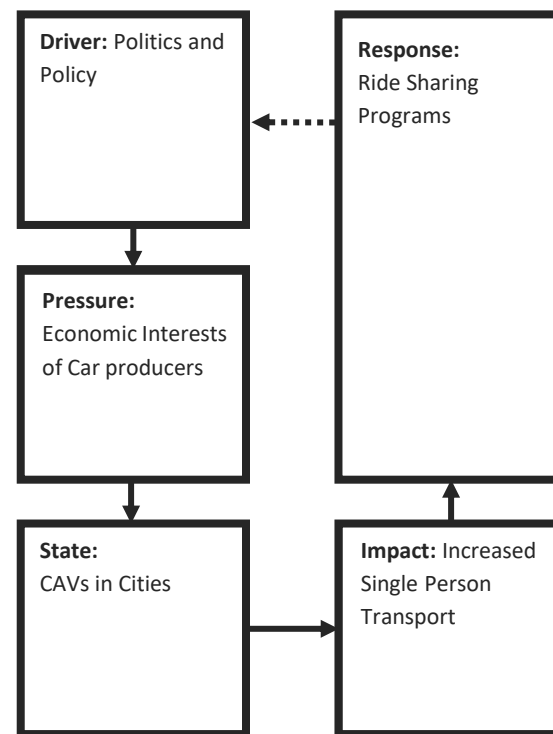 Driver: Politics and
Policy
Pressure:
Economic Interests
of Car producers
State:
CAVs in Cities
Impact: Increased
Single Person
Transport
Response:
Ride Sharing
Programs